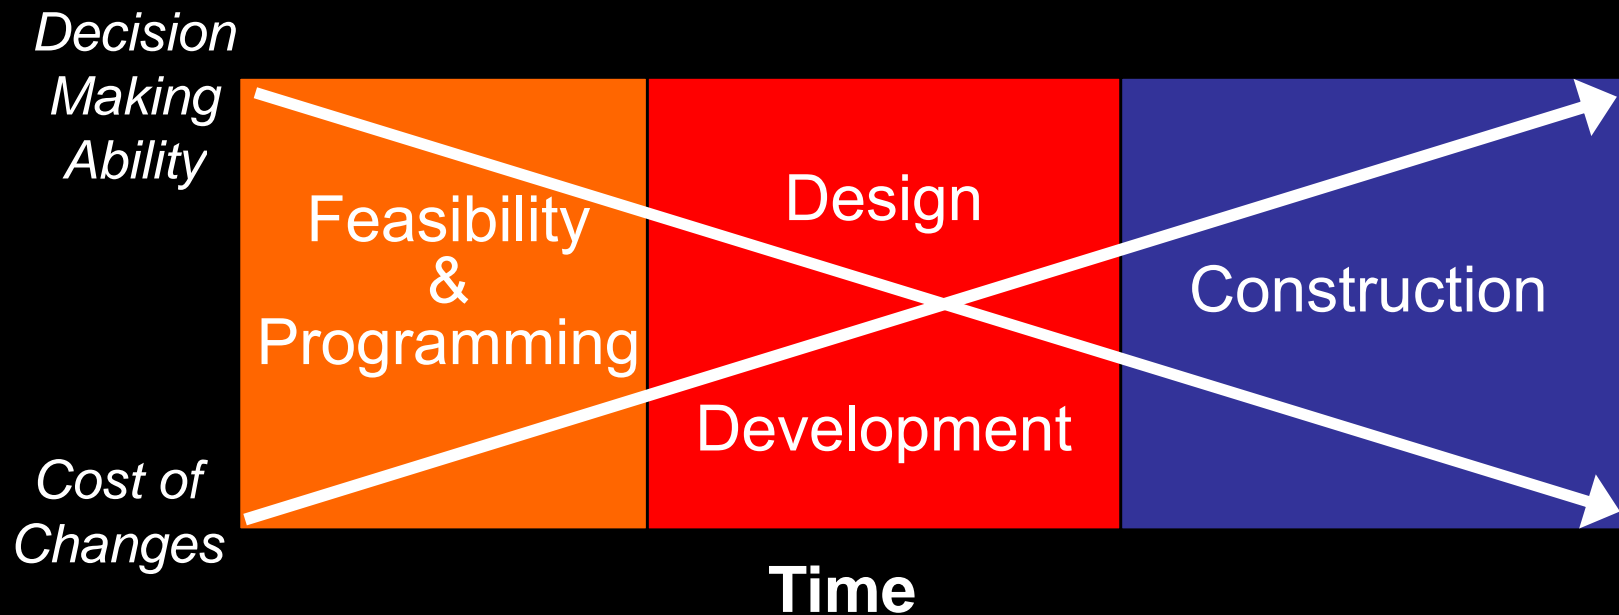 Decision
Making
Ability
Feasibility
&
Programming
Design
Development
Construction
Cost of
Changes
Time